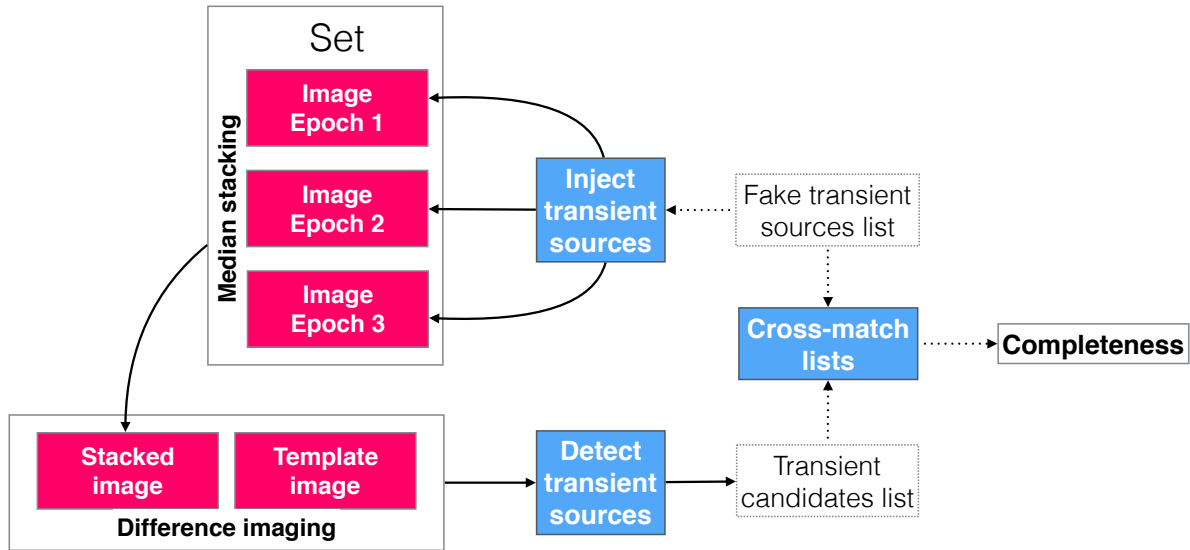 Set
Image
Epoch 1
Image
Epoch 2
Image
Epoch 3
Median stacking
Inject
transient
sources
Fake transient
sources list
Cross-match
lists
Completeness
Stacked
image
Template
image
Difference imaging
Detect
transient
sources
Transient
candidates list